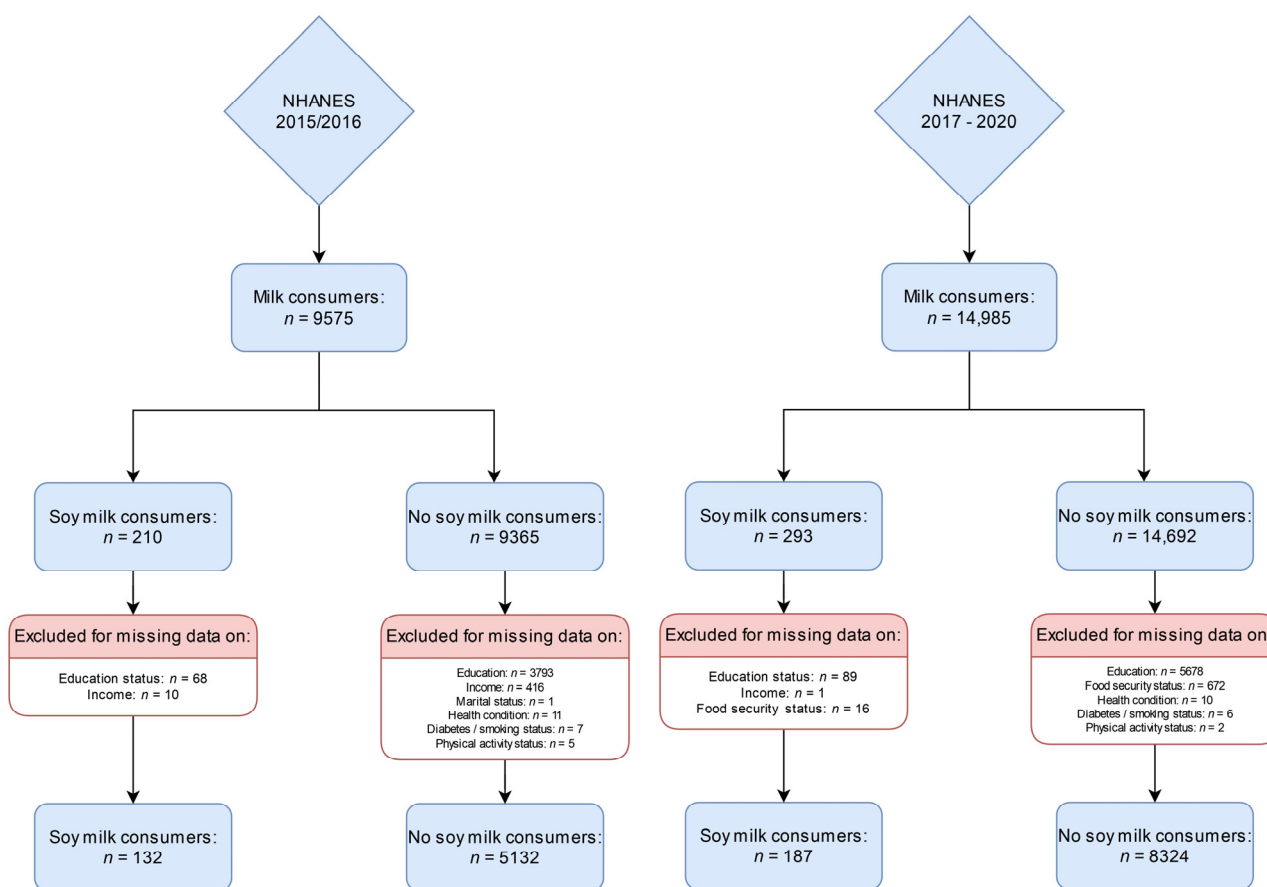 NHANES
2015/2016
NHANES
2017 - 2020
Milk consumers:
n = 9575
Milk consumers:
n = 14,985
Soy milk consumers:
n = 210
No soy milk consumers:
n = 9365
Soy milk consumers:
n = 293
No soy milk consumers:
n = 14,692
Excluded for missing data on:
Education status: n = 68
Income: n = 10
Excluded for missing data on:
Education: n = 3793
Income: n = 416
Marital status: n = 1
Health condition: n = 11
Diabetes / smoking status: n = 7
Physical activity status: n = 5
Excluded for missing data on:
Education status: n = 89
Income: n = 1
Food security status: n = 16
Excluded for missing data on:
Education: n = 5678
Food security status: n = 672
Health condition: n = 10
Diabetes / smoking status: n = 6
Physical activity status: n = 2
Soy milk consumers:
n = 132
No soy milk consumers:
n = 5132
Soy milk consumers:
n = 187
No soy milk consumers:
n = 8324